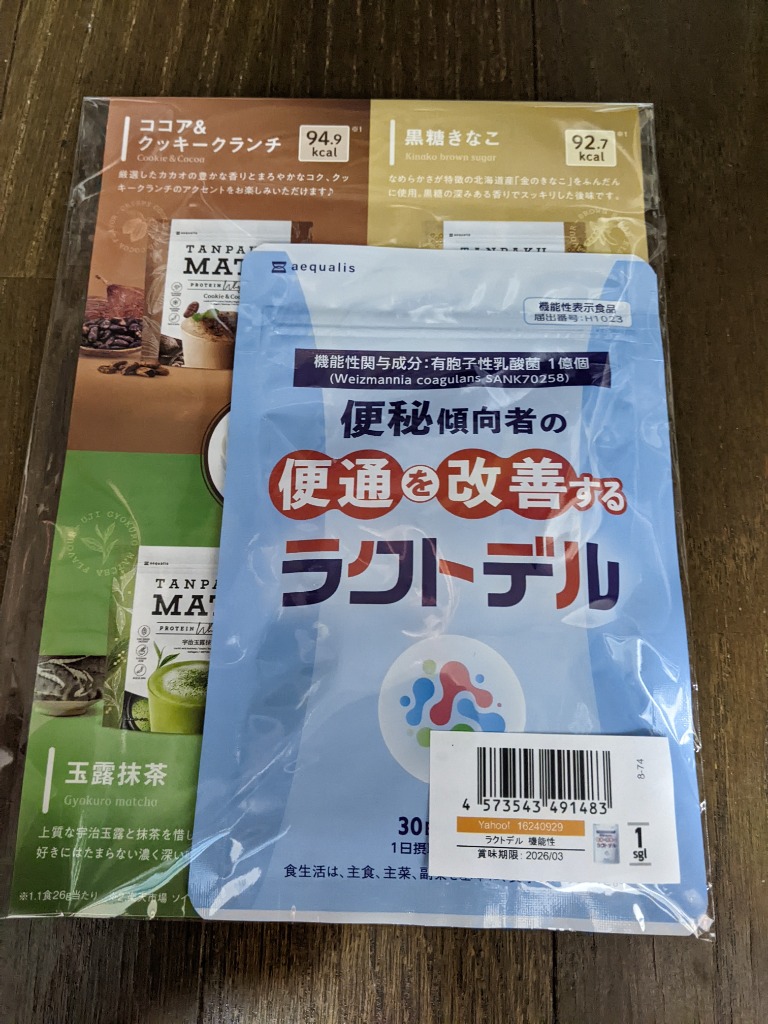 ココア&
クッキークランチ
Cookie & Cocoa
94.9
kcal
※1
厳選したカカオの豊かな香りとまろやかなコク、クッ
キークランチのアクセントをお楽しみいただけます♪
黒糖きなこ
Kinako brown sugar
92.7
kcal
※1
なめらかさが特徴の北海道産「金のきなこ」をふんだん
に使用。黒糖の深みある香りでスッキリした後味です。
TANPA
MAT
PROTEIN
Cookie & Co
TANPAKU
aequalis
機能性表示食品
届出番号:H1023
機能性関与成分:有胞子性乳酸菌 1億個
(Weizmannia coagulans SANK70258)
便秘傾向者の
便通を改善する
ラクトデル
TANPA
MAT
PROTEIN
宇治玉露抹
玉露抹茶
Gyokuro matcha
上質な宇治玉露と抹茶を惜し
好きにはたまらない濃く深い
※1.1食26g当たり
市場 ソイ
30
1日摂
食生活は、主食、主菜、副菜を
4 573543 491483
8-74
Yahoo! 16240929
ラクトデル 機能性
賞味期限: 2026/03
1
sgl